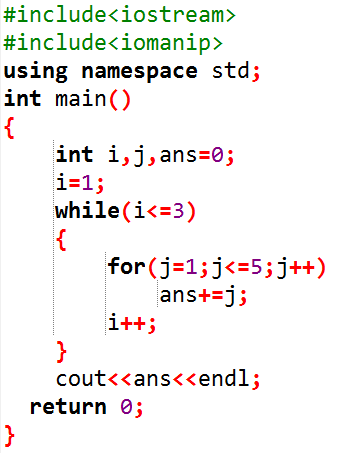 #include<iostream>
#include<iomanip>
using namespace std;
int main()
{
    int i,j,ans=0;
    i=1;
    while(i<=3)
    {
        for(j=1;j<=5;j++)
            ans+=j;
        i++;
    }
    cout<<ans<<endl;
  return 0;
}